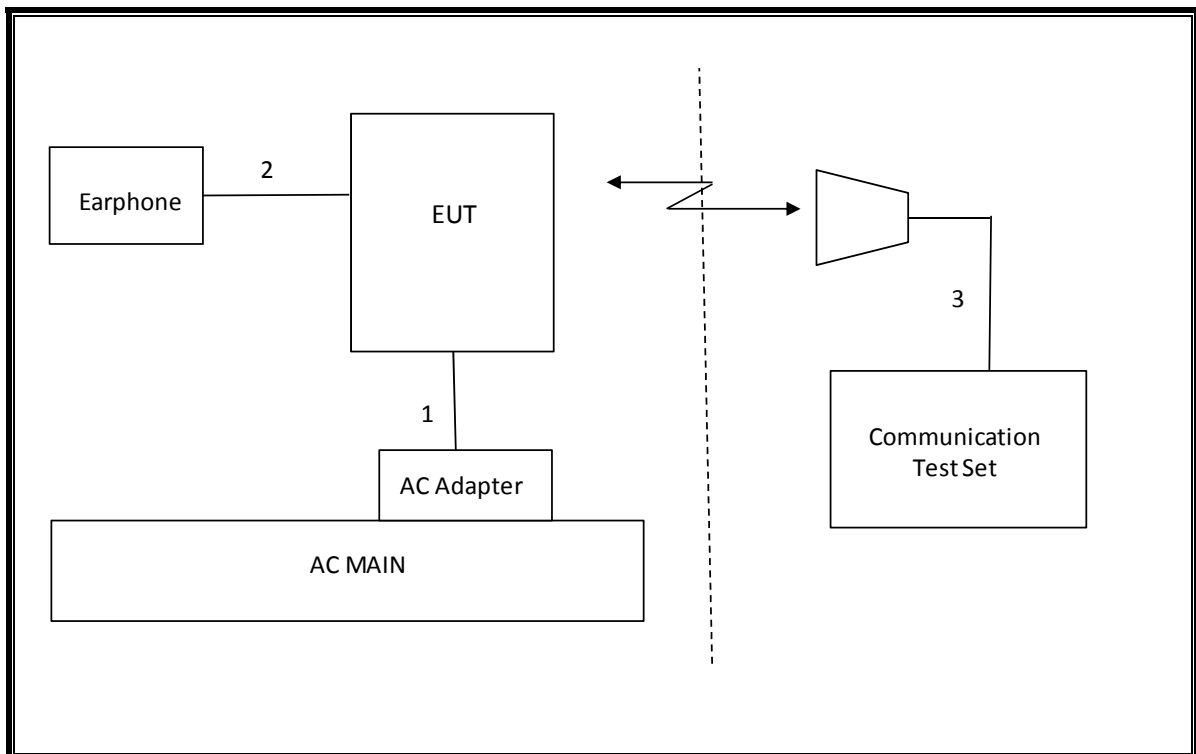 2
Earphone
EUT
3
1
Communication
Test Set
AC Adapter
AC MAIN